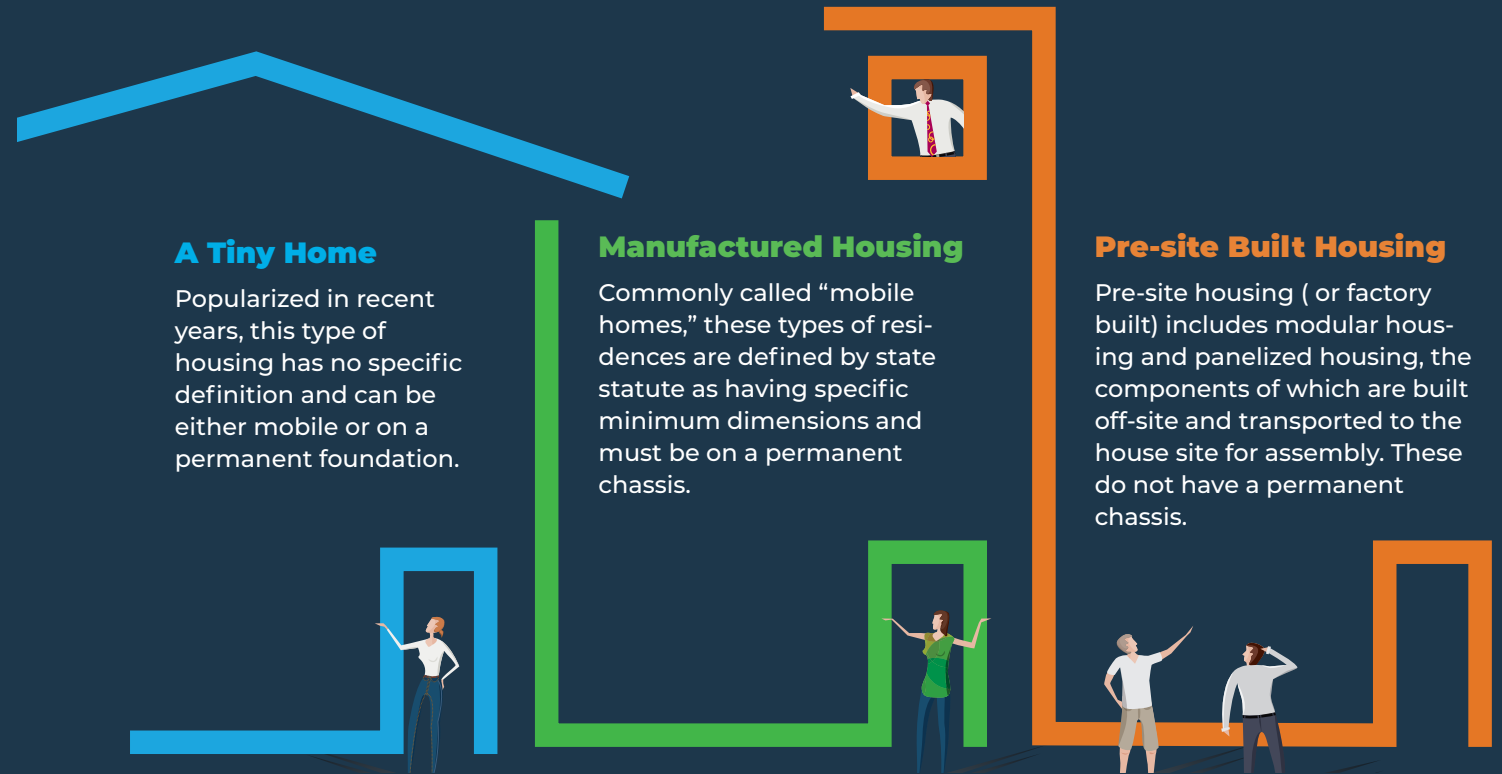 A Tiny Home
Popularized in recent
years, this type of
housing has no specific
definition and can be
either mobile or on a
permanent foundation.
Manufactured Housing
Commonly called “mobile
homes,” these types of resi-
dences are defined by state
statute as having specific
minimum dimensions and
must be on a permanent
chassis.
Pre-site Built Housing
Pre-site housing ( or factory
built) includes modular hous-
ing and panelized housing, the
components of which are built
off-site and transported to the
house site for assembly. These
do not have a permanent
chassis.